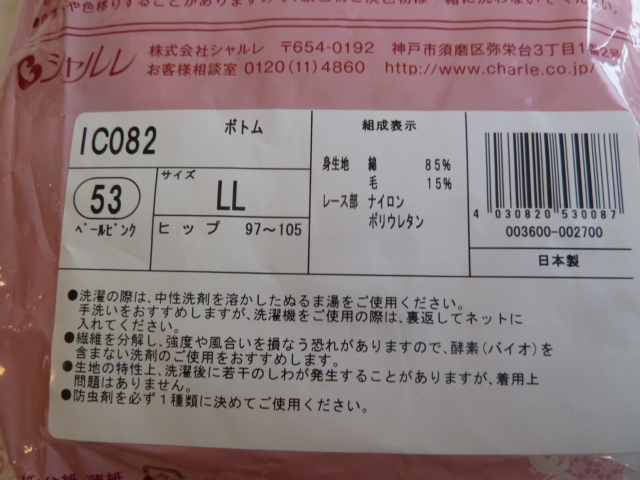 シャルレ
株式会社シャルレ 〒654-0192 神戸市須磨区弥栄台3丁目1番2号
お客様相談室 0120(11)4860 http://www.charle.co.jp/
IC082 ボトム
53
ペールピンク
サイズ LL
ヒップ 97〜105
組成表示
身生地 綿 85%
毛 15%
レース部 ナイロン
ポリウレタン
4 030820 530087
003600-002700
日本製
●洗濯の際は、中性洗剤を溶かしたぬるま湯をご使用ください。
手洗いをおすすめしますが、洗濯機をご使用の際は、裏返してネットに
入れてください。
●繊維を分解し、強度や風合いを損なう恐れがありますので、酵素(バイオ)を
含まない洗剤のご使用をおすすめします。
●生地の特性上、洗濯後に若干のしわが発生することがありますが、着用上
問題はありません。
●防虫剤を必ず1種類に決めてご使用ください。